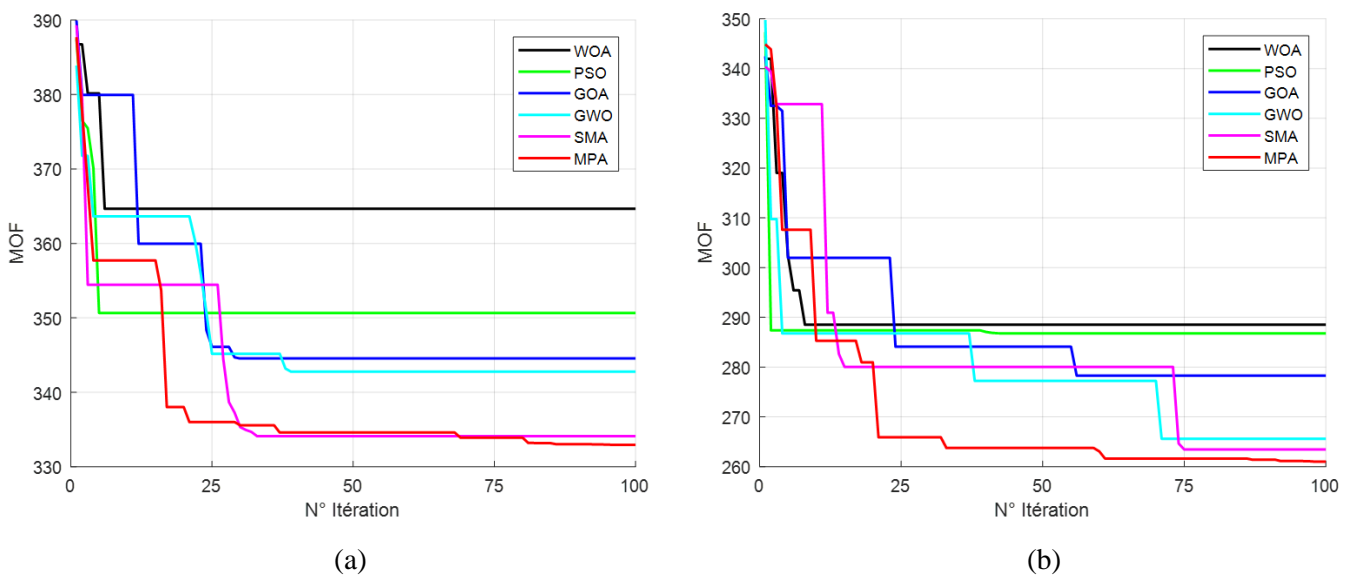 390
380
370
360
350
340
330
MOF
0 25 50 75 100
N° Itération
WOA
PSO
GOA
GWO
SMA
MPA
(a)
350
340
330
320
310
300
290
280
270
260
MOF
0 25 50 75 100
N° Itération
WOA
PSO
GOA
GWO
SMA
MPA
(b)